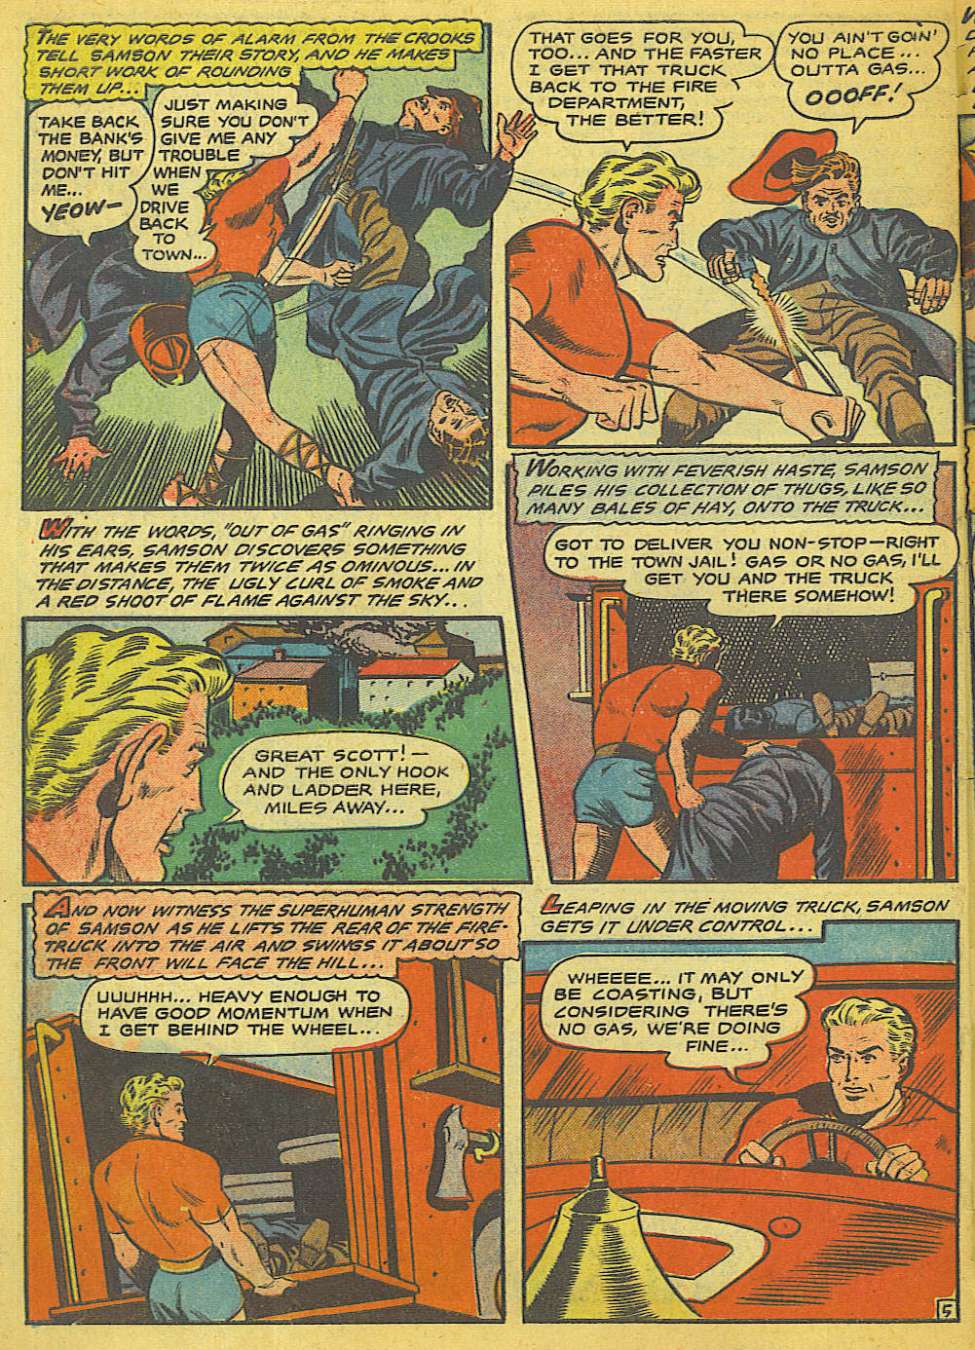 THE VERY WORDS OF ALARM FROM THE CROOKS
TELL SAMSON THEIR STORY, AND HE MAKES
SHORT WORK OF ROUNDING
THEM UP...
TAKE BACK
THE BANK'S
MONEY, BUT
DON'T HIT
ME...
YEOW—
JUST MAKING
SURE YOU DON'T
GIVE ME ANY
TROUBLE
WHEN
WE
DRIVE
BACK
TO
TOWN...
THAT GOES FOR YOU,
TOO... AND THE FASTER
I GET THAT TRUCK
BACK TO THE FIRE
DEPARTMENT,
THE BETTER!
YOU AIN'T GOIN'
NO PLACE...
OUTTA GAS...
OOOFF!
WITH THE WORDS, "OUT OF GAS" RINGING IN
HIS EARS, SAMSON DISCOVERS SOMETHING
THAT MAKES THEM TWICE AS OMINOUS... IN
THE DISTANCE, THE UGLY CURL OF SMOKE AND
A RED SHOOT OF FLAME AGAINST THE SKY...
GREAT SCOTT!—
AND THE ONLY HOOK
AND LADDER HERE,
MILES AWAY...
WORKING WITH FEVERISH HASTE, SAMSON
PILES HIS COLLECTION OF THUGS, LIKE SO
MANY BALES OF HAY, ONTO THE TRUCK...
GOT TO DELIVER YOU NON-STOP—RIGHT
TO THE TOWN JAIL! GAS OR NO GAS, I'LL
GET YOU AND THE TRUCK
THERE SOMEHOW!
AND NOW WITNESS THE SUPERHUMAN STRENGTH
OF SAMSON AS HE LIFTS THE REAR OF THE FIRE-
TRUCK INTO THE AIR AND SWINGS IT ABOUT SO
THE FRONT WILL FACE THE HILL...
UUUHHH... HEAVY ENOUGH TO
HAVE GOOD MOMENTUM WHEN
I GET BEHIND THE WHEEL...
LEAPING IN THE MOVING TRUCK, SAMSON
GETS IT UNDER CONTROL...
WHEEEE... IT MAY ONLY
BE COASTING, BUT
CONSIDERING THERE'S
NO GAS, WE'RE DOING
FINE...
5